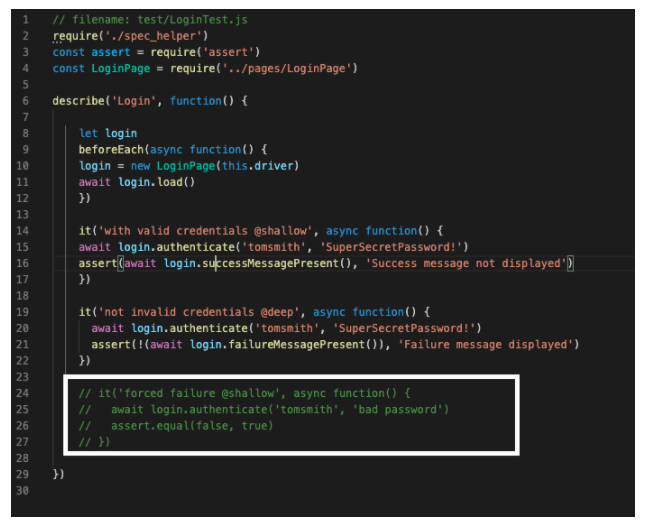 1 // filename: test/LoginTest.js
2 require('./spec_helper')
3 const assert = require('assert')
4 const LoginPage = require('../pages/LoginPage')
5
6 describe('Login', function() {
7
8 let login
9 beforeEach(async function() {
10 login = new LoginPage(this.driver)
11 await login.load()
12 })
13
14 it('with valid credentials @shallow', async function() {
15 await login.authenticate('tomsmith', 'SuperSecretPassword!')
16 assert(await login.successMessagePresent(), 'Success message not displayed')
17 })
18
19 it('not invalid credentials @deep', async function() {
20 await login.authenticate('tomsmith', 'SuperSecretPassword!')
21 assert(!(await login.failureMessagePresent()), 'Failure message displayed')
22 })
23
24 // it('forced failure @shallow', async function() {
25 // await login.authenticate('tomsmith', 'bad password')
26 // assert.equal(false, true)
27 // })
28
29 })
30